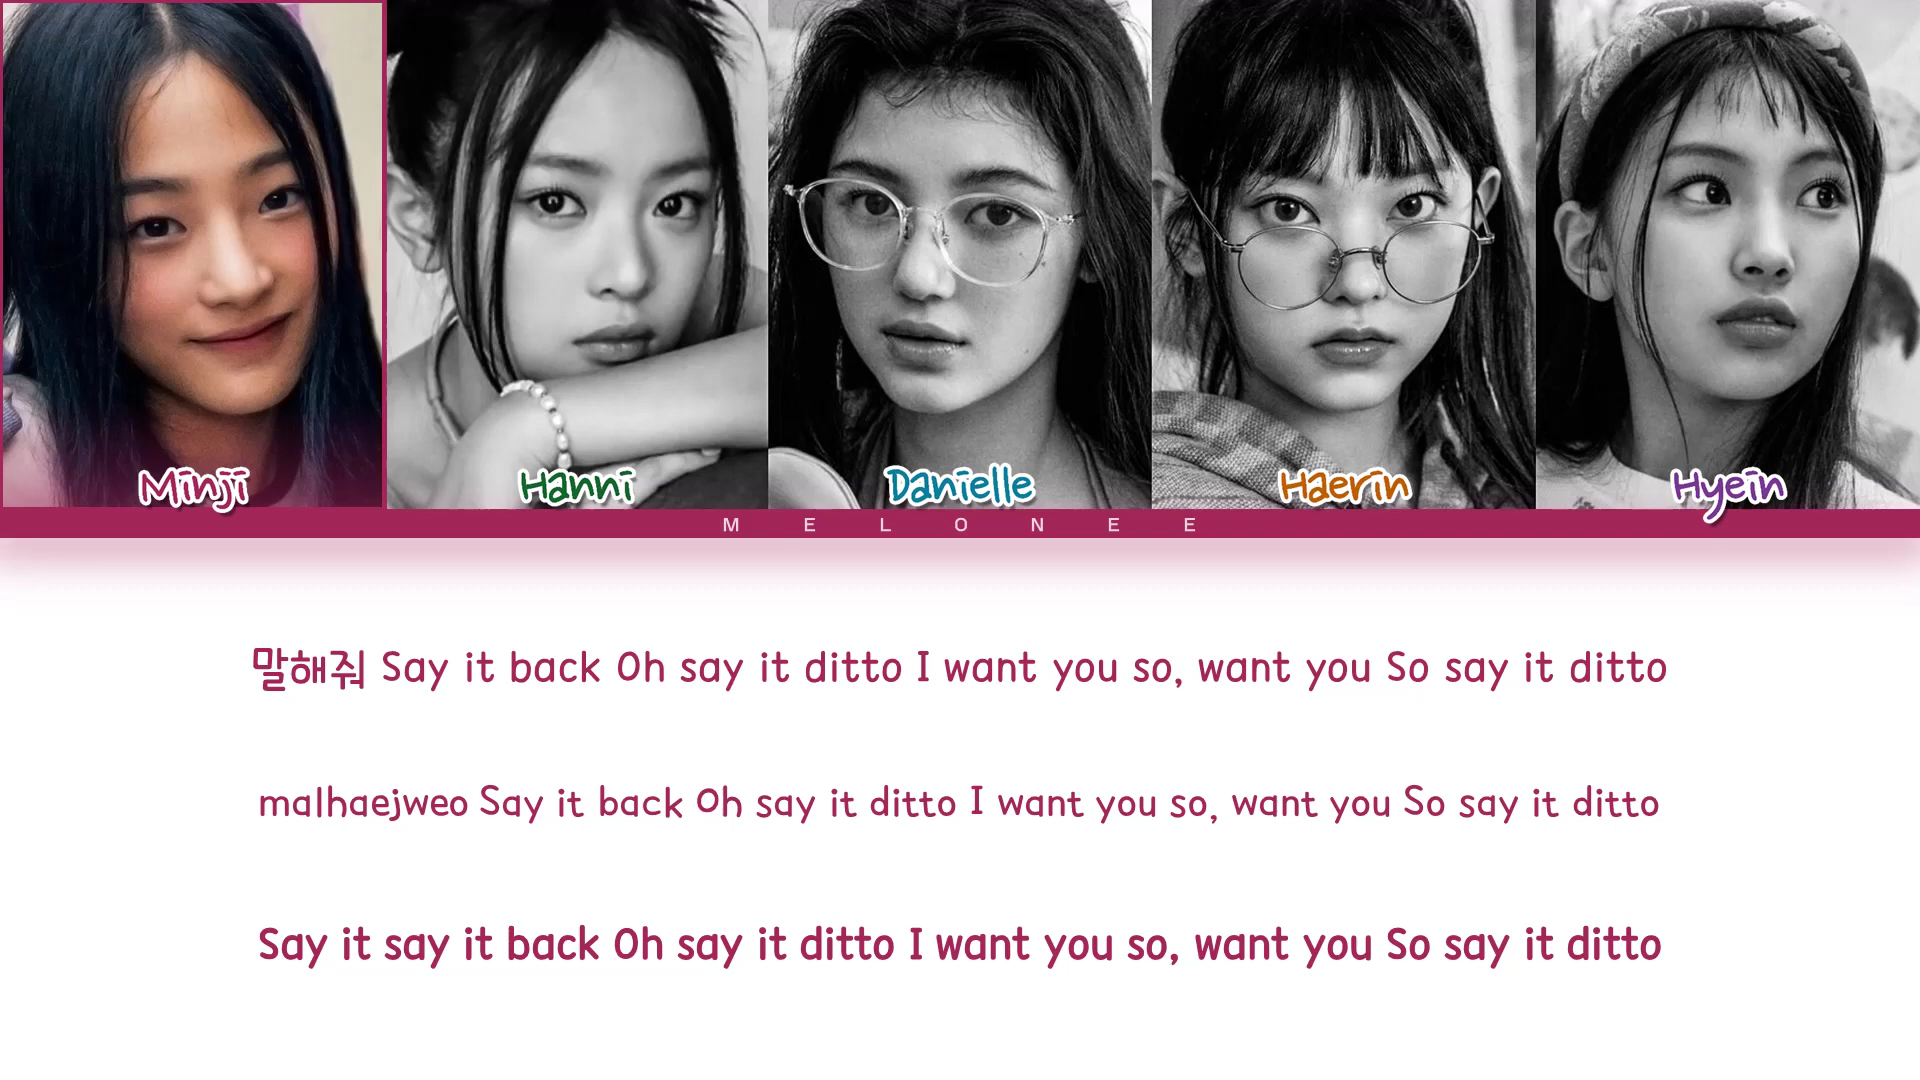 Minji Hanni Danielle Haerin Hyein
MELONEE
말해줘 Say it back Oh say it ditto I want you so, want you So say it ditto
malhaejweo Say it back Oh say it ditto I want you so, want you So say it ditto
Say it say it back Oh say it ditto I want you so, want you So say it ditto